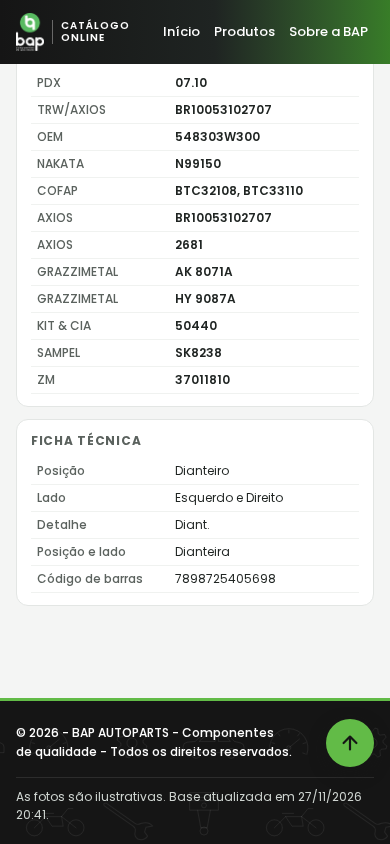 bap
CATÁLOGO
ONLINE
Início Produtos Sobre a BAP
PDX 07.10
TRW/AXIOS BR10053102707
OEM 548303W300
NAKATA N99150
COFAP BTC32108, BTC33110
AXIOS BR10053102707
AXIOS 2681
GRAZZIMETAL AK 8071A
GRAZZIMETAL HY 9087A
KIT & CIA 50440
SAMPEL SK8238
ZM 37011810
FICHA TÉCNICA
Posição Dianteiro
Lado Esquerdo e Direito
Detalhe Diant.
Posição e lado Dianteira
Código de barras 7898725405698
© 2026 - BAP AUTOPARTS - Componentes
de qualidade - Todos os direitos reservados.
As fotos são ilustrativas. Base atualizada em 27/11/2026
20:41.